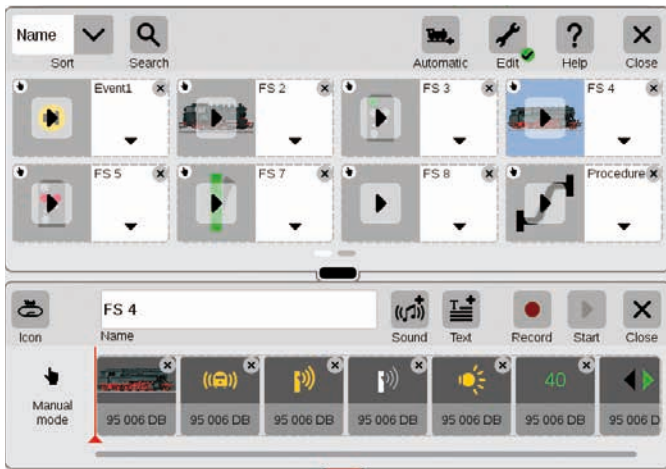 Name
Sort
Search
Automatic
Edit
?
Help
Close
Event1
FS 2
FS 3
FS 4
FS 5
FS 7
FS 8
Procedure
Icon
FS 4
Name
Sound
Text
Record
Start
Close
Manual
mode
95 006 DB
95 006 DB
95 006 DB
95 006 DB
95 006 DB
40
95 006 DB
95 006 D